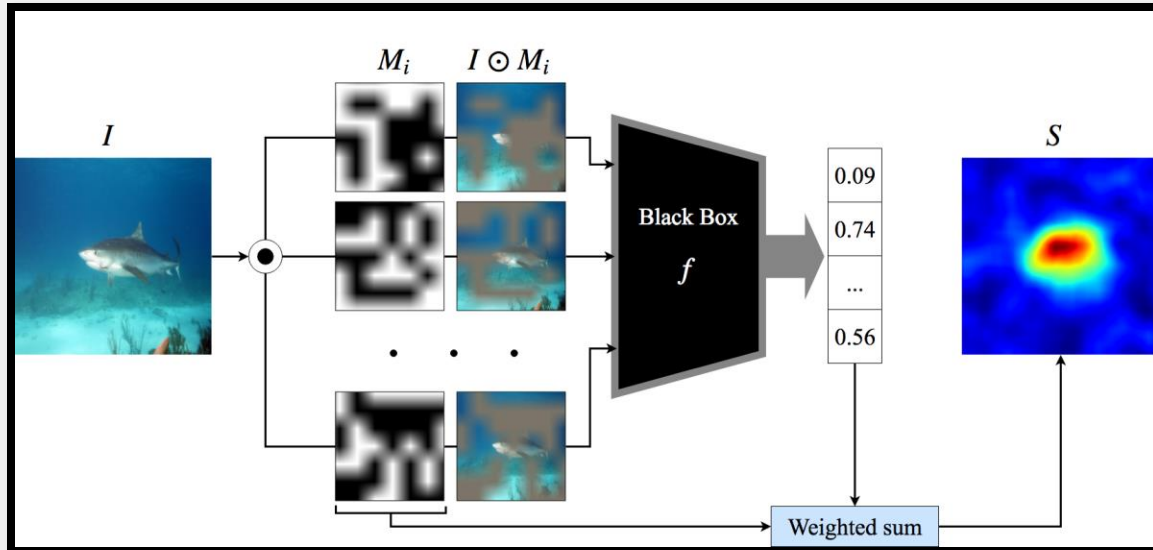 I
M_i
I ⊙ M_i
Black Box
f
0.09
0.74
...
0.56
S
Weighted sum